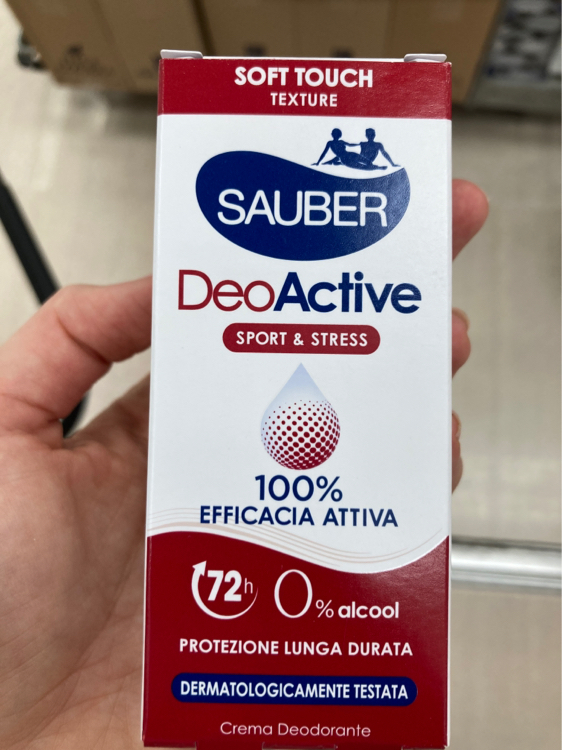 SOFT TOUCH
TEXTURE
SAUBER
DeoActive
SPORT & STRESS
100%
EFFICACIA ATTIVA
72h 0% alcool
PROTEZIONE LUNGA DURATA
DERMATOLOGICAMENTE TESTATA
Crema Deodorante